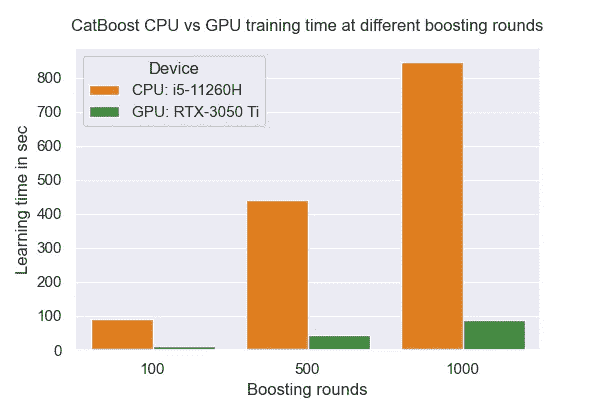 CatBoost CPU vs GPU training time at different boosting rounds
Device
CPU: i5-11260H
GPU: RTX-3050 Ti
Learning time in sec
800
700
600
500
400
300
200
100
0
100 500 1000
Boosting rounds